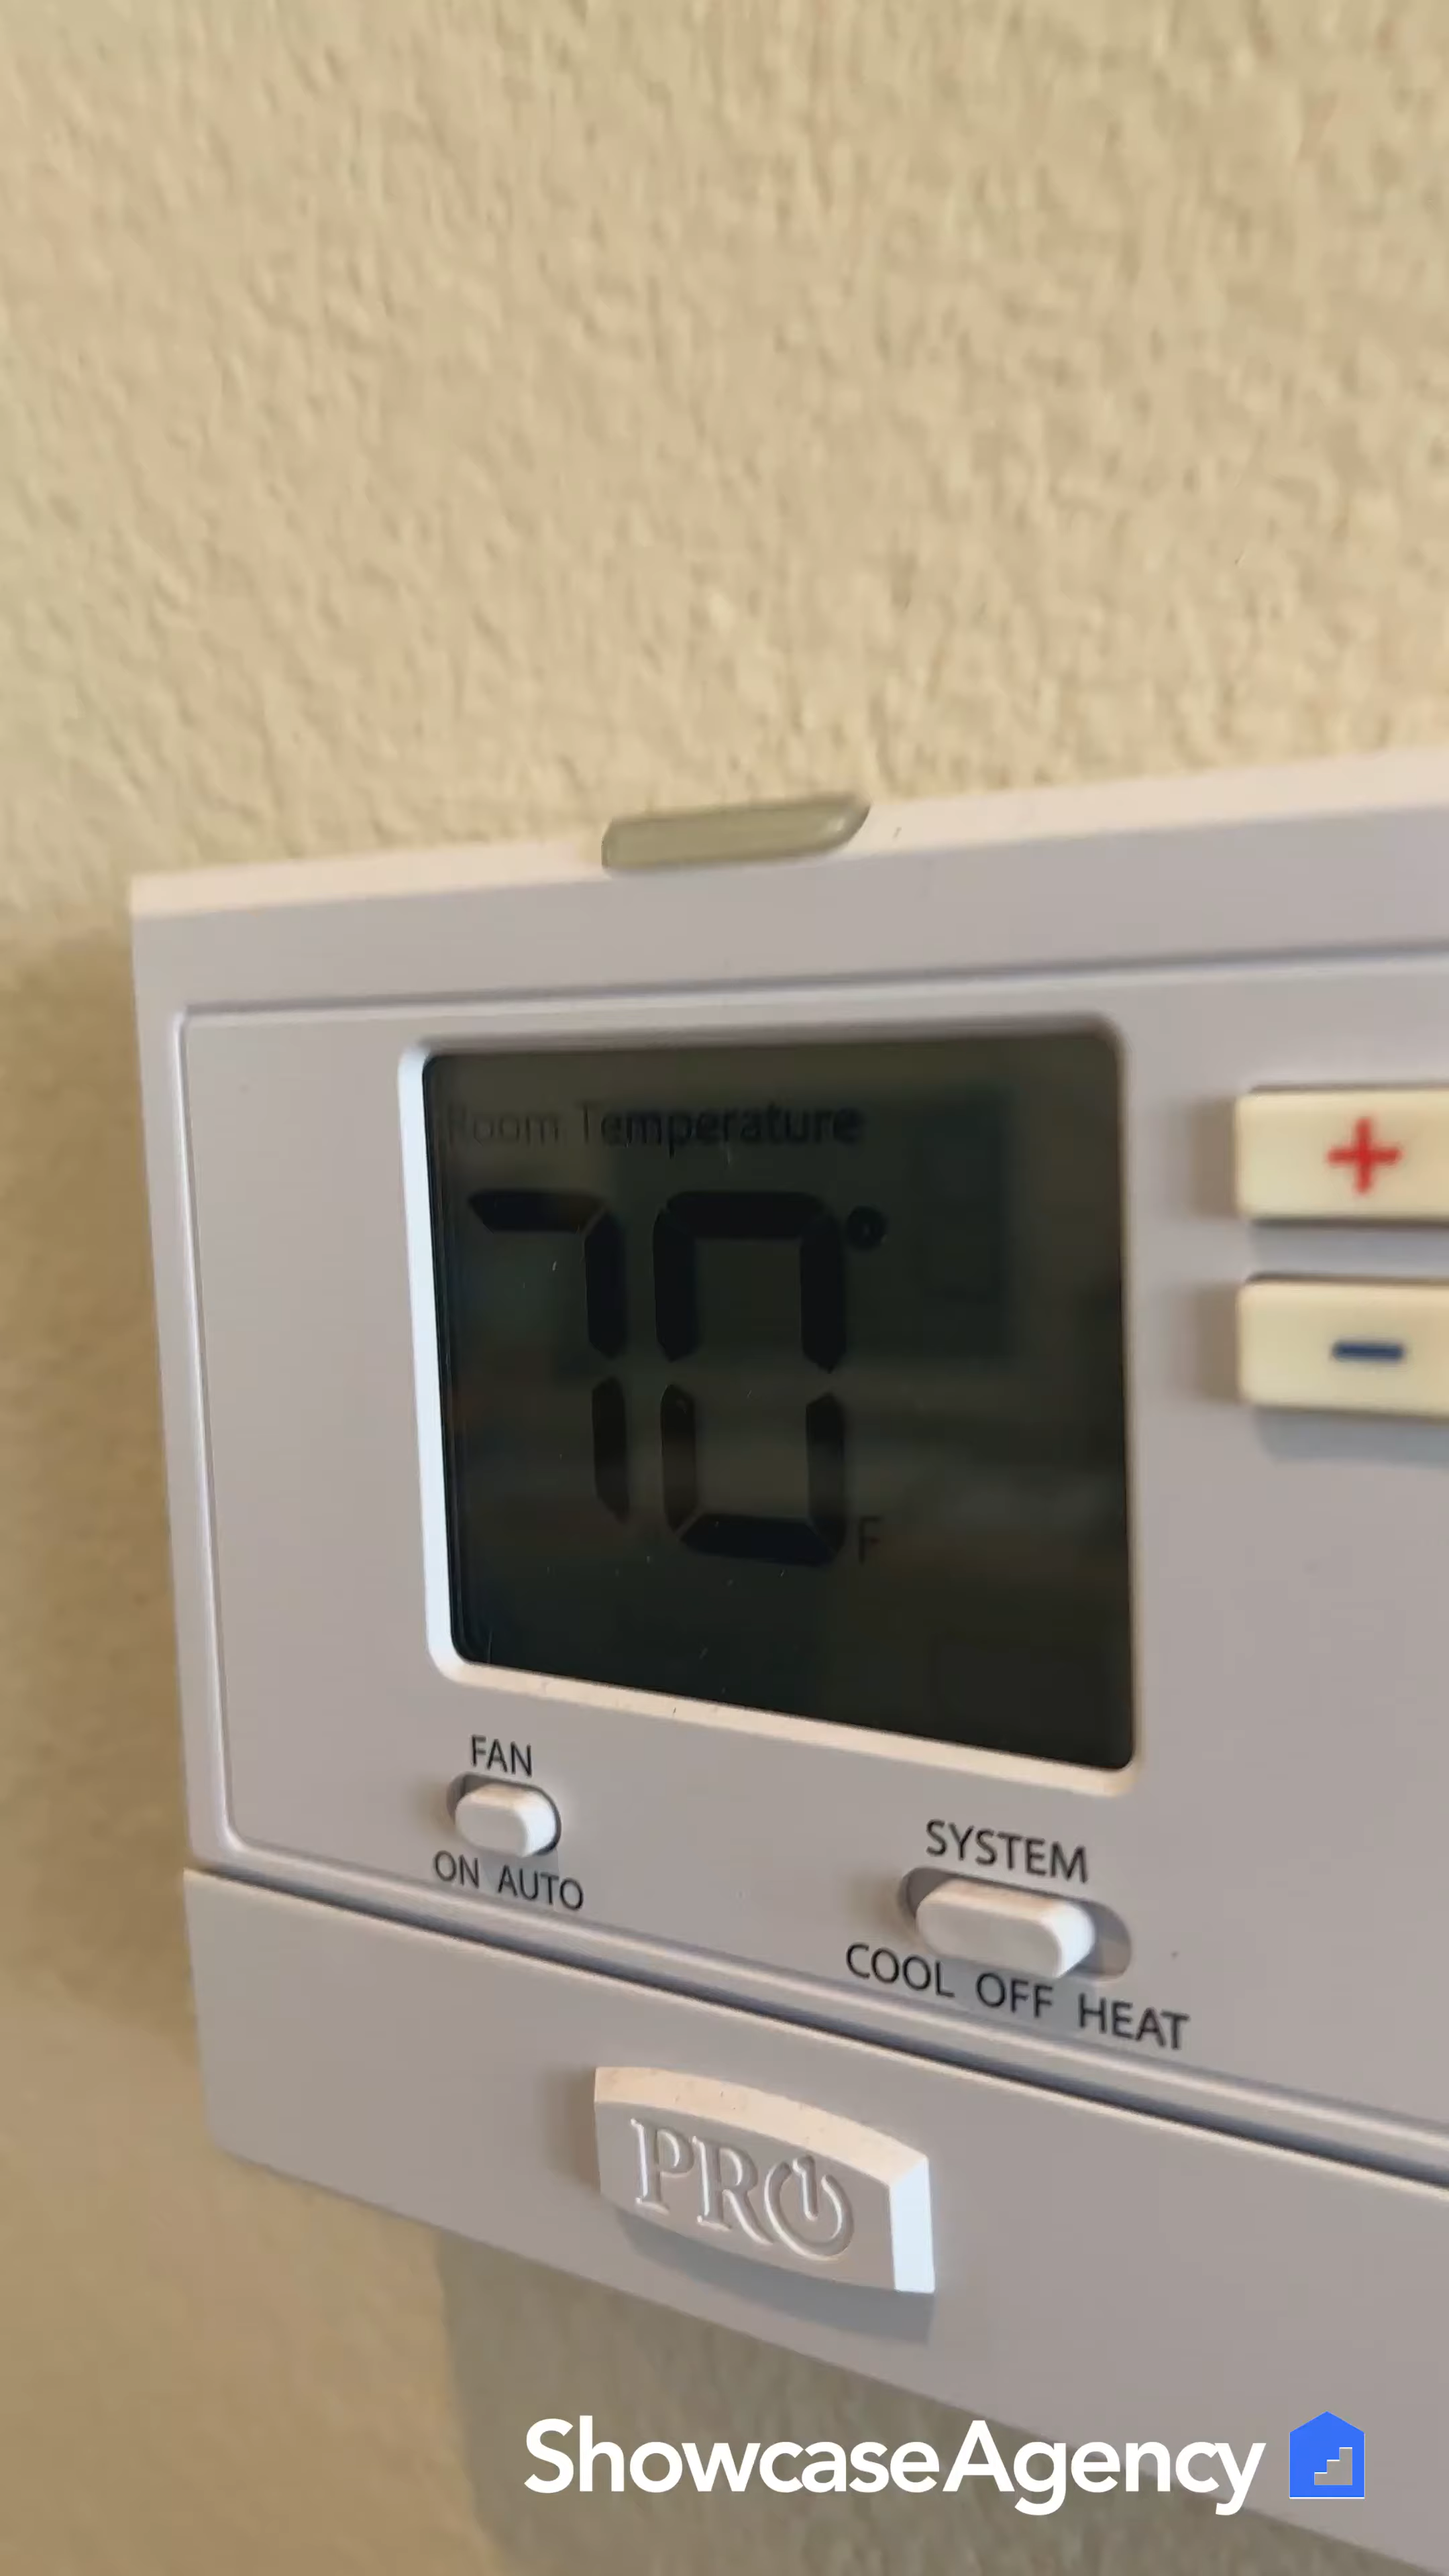 Room Temperature
70°
F
+
-
FAN
ON AUTO
SYSTEM
COOL OFF HEAT
PRO
ShowcaseAgency